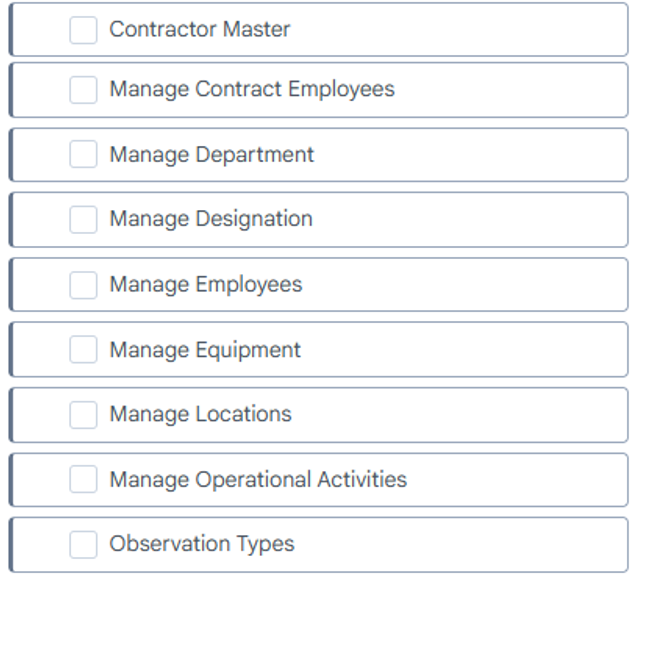 Contractor Master
Manage Contract Employees
Manage Department
Manage Designation
Manage Employees
Manage Equipment
Manage Locations
Manage Operational Activities
Observation Types